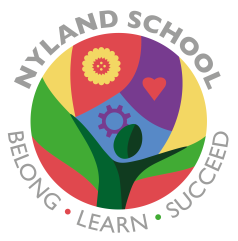 NYLAND SCHOOL
BELONG • LEARN • SUCCEED